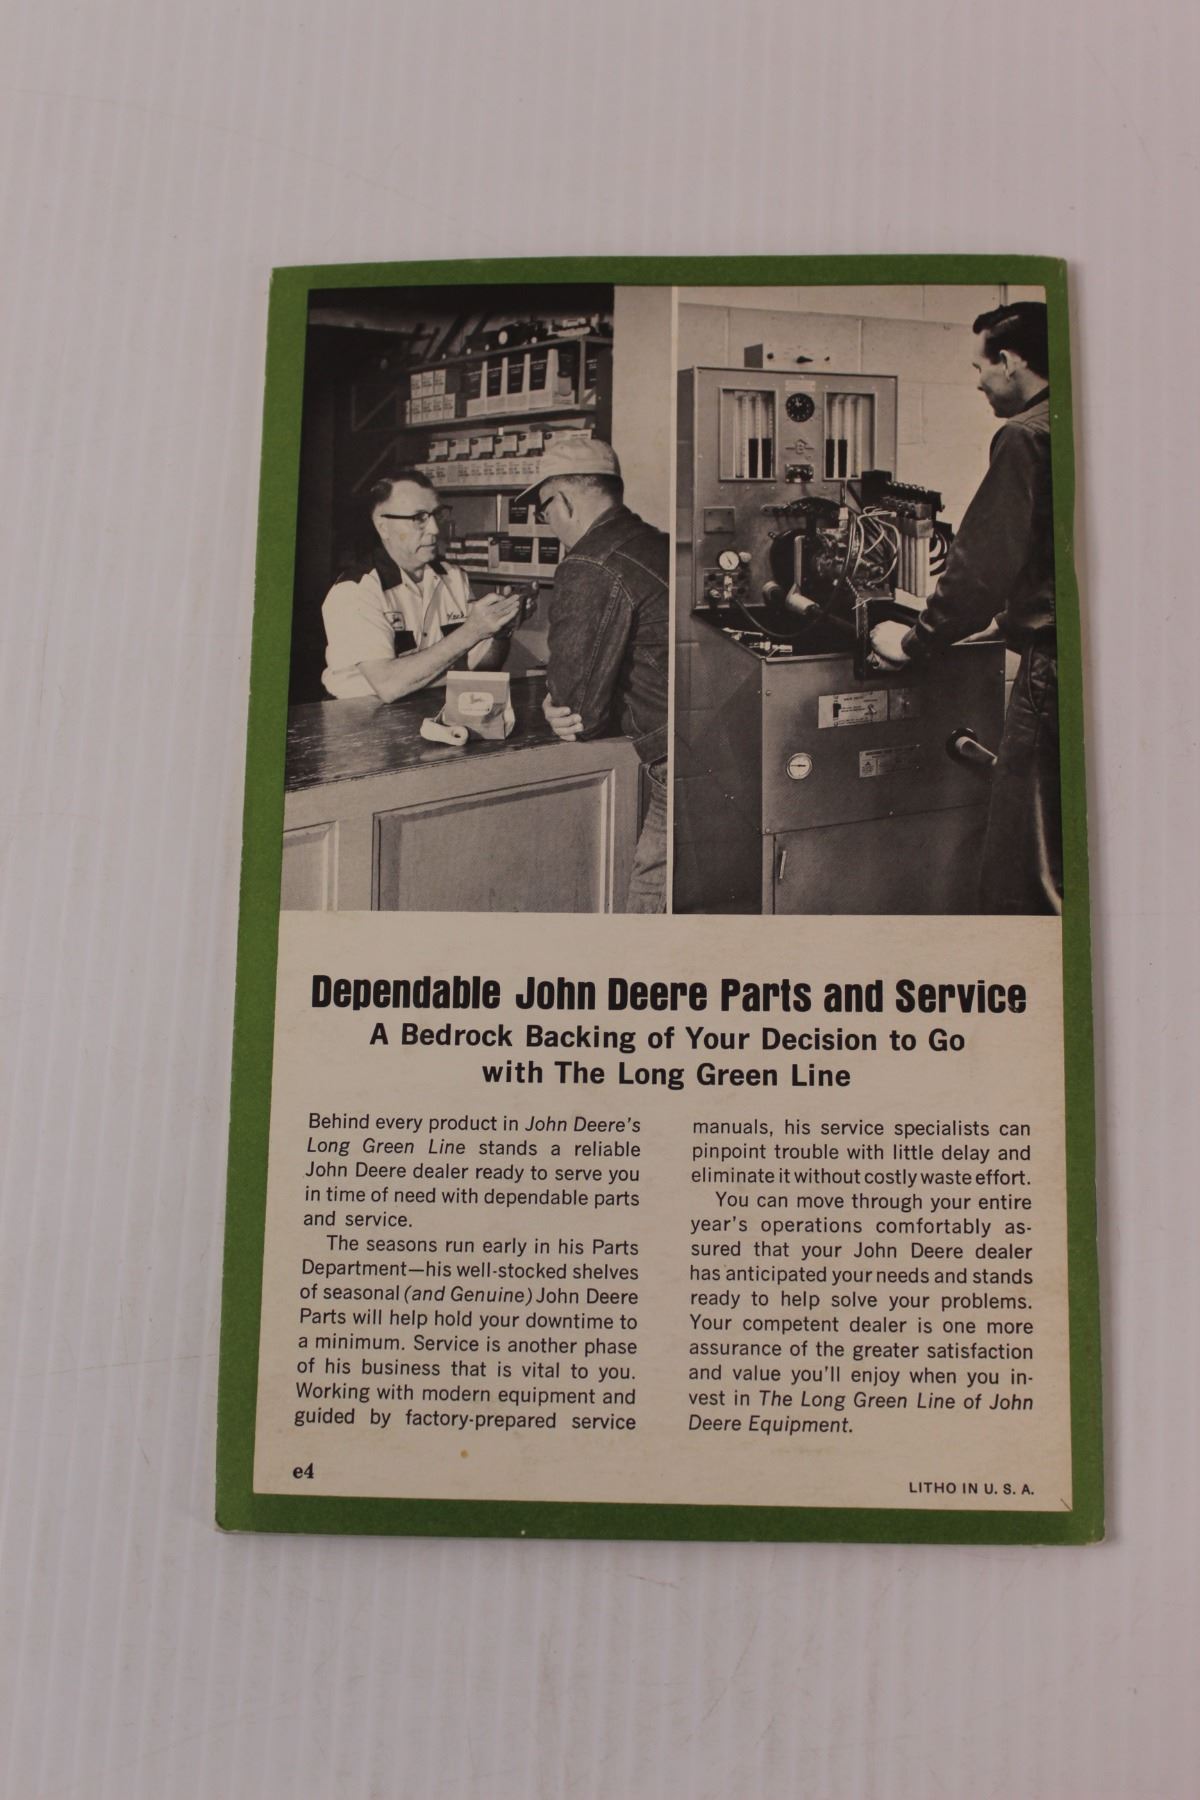 Dependable John Deere Parts and Service
A Bedrock Backing of Your Decision to Go
with The Long Green Line
Behind every product in John Deere's
Long Green Line stands a reliable
John Deere dealer ready to serve you
in time of need with dependable parts
and service.
The seasons run early in his Parts
Department—his well-stocked shelves
of seasonal (and Genuine) John Deere
Parts will help hold your downtime to
a minimum. Service is another phase
of his business that is vital to you.
Working with modern equipment and
guided by factory-prepared service
manuals, his service specialists can
pinpoint trouble with little delay and
eliminate it without costly waste effort.
You can move through your entire
year's operations comfortably as-
sured that your John Deere dealer
has anticipated your needs and stands
ready to help solve your problems.
Your competent dealer is one more
assurance of the greater satisfaction
and value you'll enjoy when you in-
vest in The Long Green Line of John
Deere Equipment.
e4
LITHO IN U. S. A.